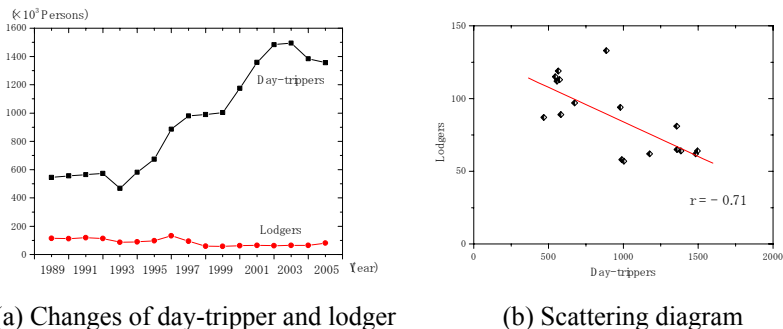 (×10³Persons)
1600
1400
1200
1000
800
600
400
200
0
Day-trippers
Lodgers
1989 1991 1993 1995 1997 1999 2001 2003 2005 (Year)
150
100
50
0
Lodgers
r = - 0.71
0 500 1000 1500 2000
Day-trippers
(a) Changes of day-tripper and lodger
(b) Scattering diagram